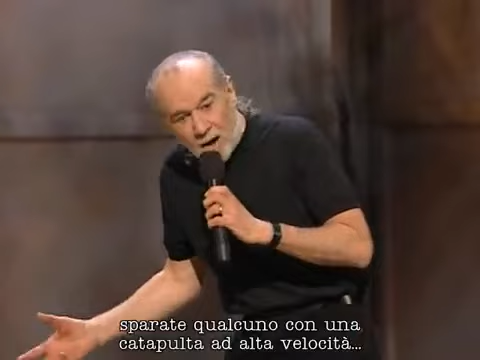 sparate qualcuno con una
catapulta ad alta velocità...